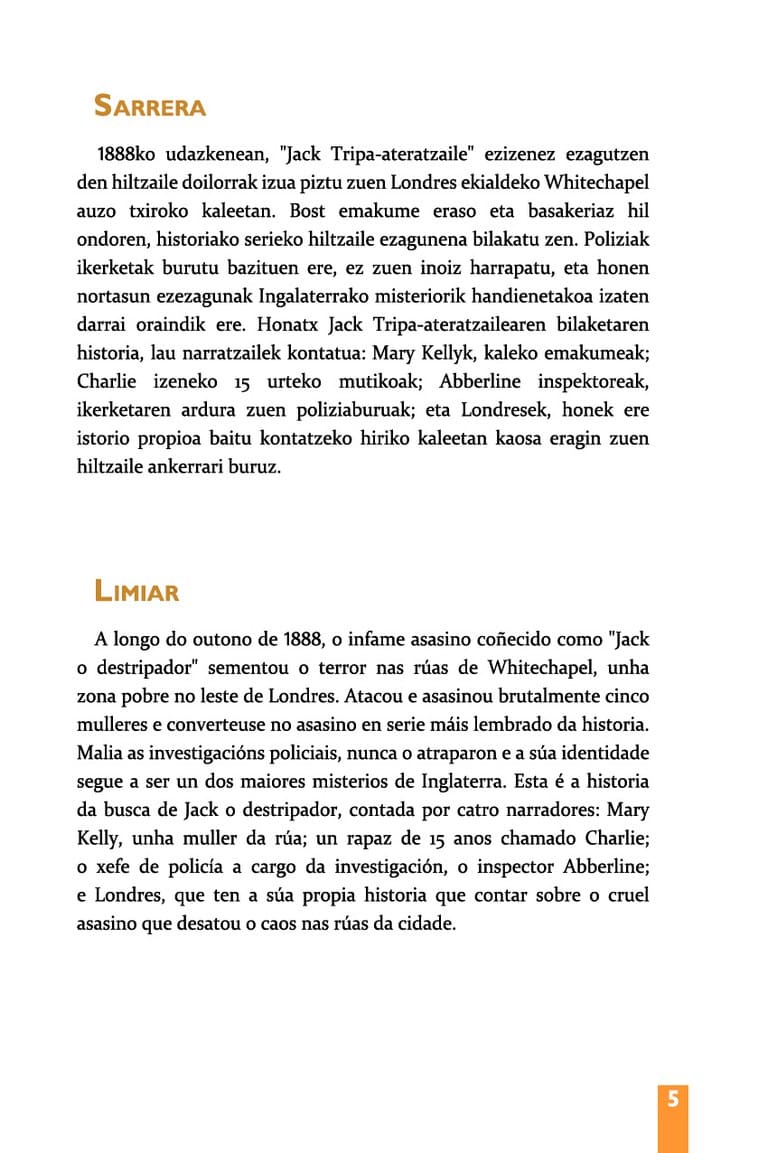 SARRERA
1888ko udazkenean, "Jack Tripa-ateratzaile" ezizenez ezagutzen
den hiltzaile doilorrak izua piztu zuen Londres ekialdeko Whitechapel
auzo txiroko kaleetan. Bost emakume eraso eta basakeriaz hil
ondoren, historiako serieko hiltzaile ezagunena bilakatu zen. Poliziak
ikerketak burutu bazituen ere, ez zuen inoiz harrapatu, eta honen
nortasun ezezagunak Ingalaterrako misteriorik handienetakoa izaten
darrai oraindik ere. Honatx Jack Tripa-ateratzailearen bilaketaren
historia, lau narratzailek kontatua: Mary Kellyk, kaleko emakumeak;
Charlie izeneko 15 urteko mutikoak; Abberline inspektoreak,
ikerketaren ardura zuen poliziaburuak; eta Londresek, honek ere
istorio propioa baitu kontatzeko hiriko kaleetan kaosa eragin zuen
hiltzaile ankerrari buruz.
LIMIAR
A longo do outono de 1888, o infame asasino coñecido como "Jack
o destripador" sementou o terror nas rúas de Whitechapel, unha
zona pobre no leste de Londres. Atacou e asasinou brutalmente cinco
mulleres e converteuse no asasino en serie máis lembrado da historia.
Malia as investigacións policiais, nunca o atraparon e a súa identidade
segue a ser un dos maiores misterios de Inglaterra. Esta é a historia
da busca de Jack o destripador, contada por catro narradores: Mary
Kelly, unha muller da rúa; un rapaz de 15 anos chamado Charlie;
o xefe de policía a cargo da investigación, o inspector Abberline;
e Londres, que ten a súa propia historia que contar sobre o cruel
asasino que desatou o caos nas rúas da cidade.
5